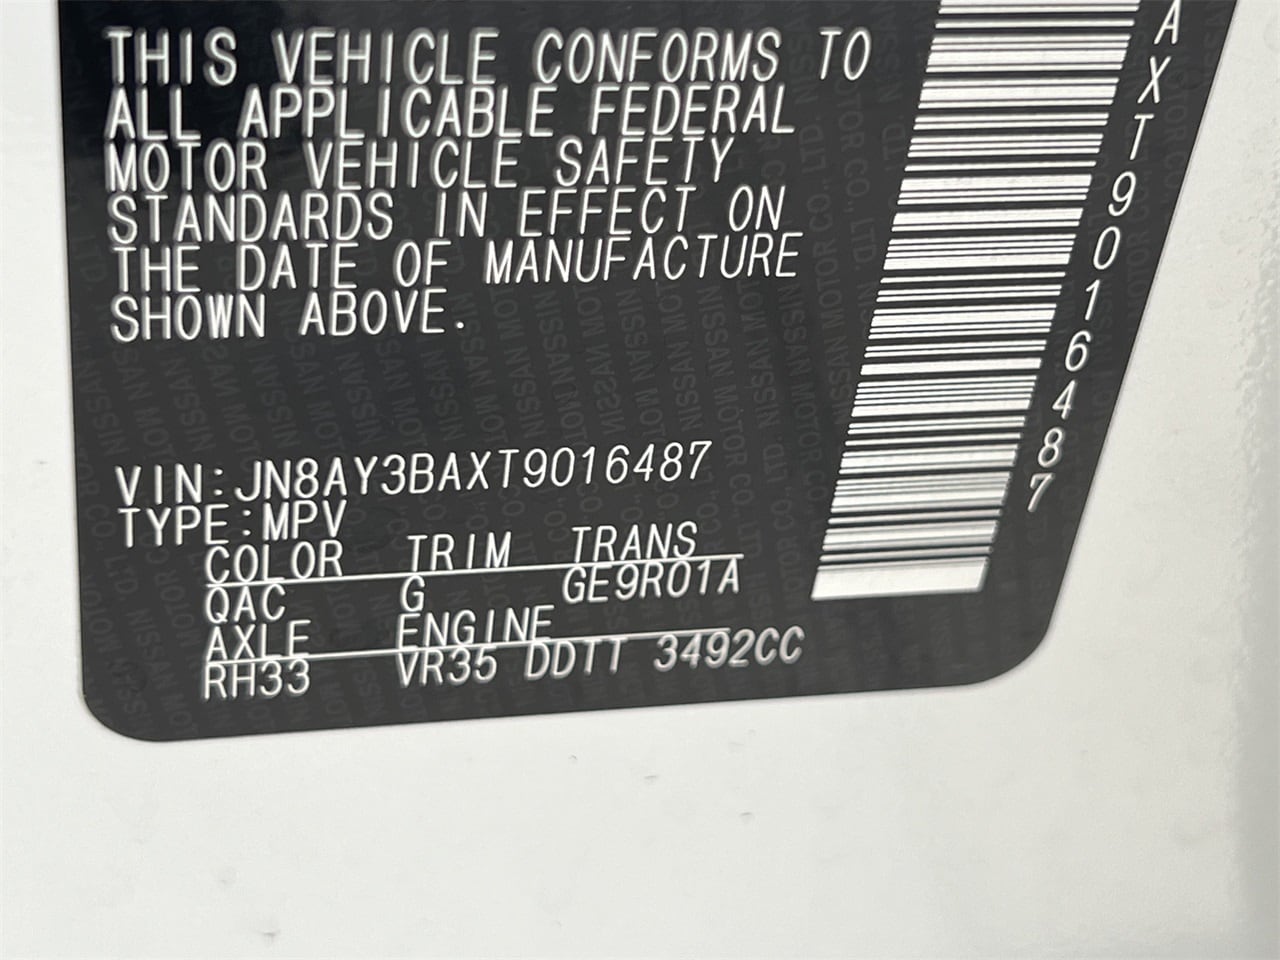 THIS VEHICLE CONFORMS TO
ALL APPLICABLE FEDERAL
MOTOR VEHICLE SAFETY
STANDARDS IN EFFECT ON
THE DATE OF MANUFACTURE
SHOWN ABOVE.
VIN:JN8AY3BAXT9016487
TYPE:MPV
COLOR TRIM TRANS
QAC G GE9R01A
AXLE ENGINE
RH33 VR35 DDTT 3492CC
AXT9016487